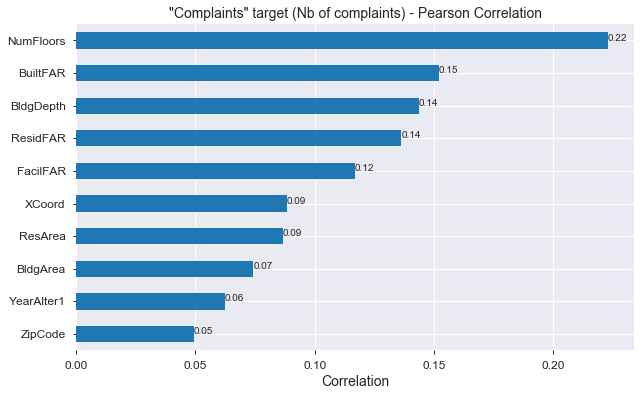 "Complaints" target (Nb of complaints) - Pearson Correlation
NumFloors 0.22
BuiltFAR 0.15
BldgDepth 0.14
ResidFAR 0.14
FacilFAR 0.12
XCoord 0.09
ResArea 0.09
BldgArea 0.07
YearAlter1 0.06
ZipCode 0.05
0.00 0.05 0.10 0.15 0.20
Correlation